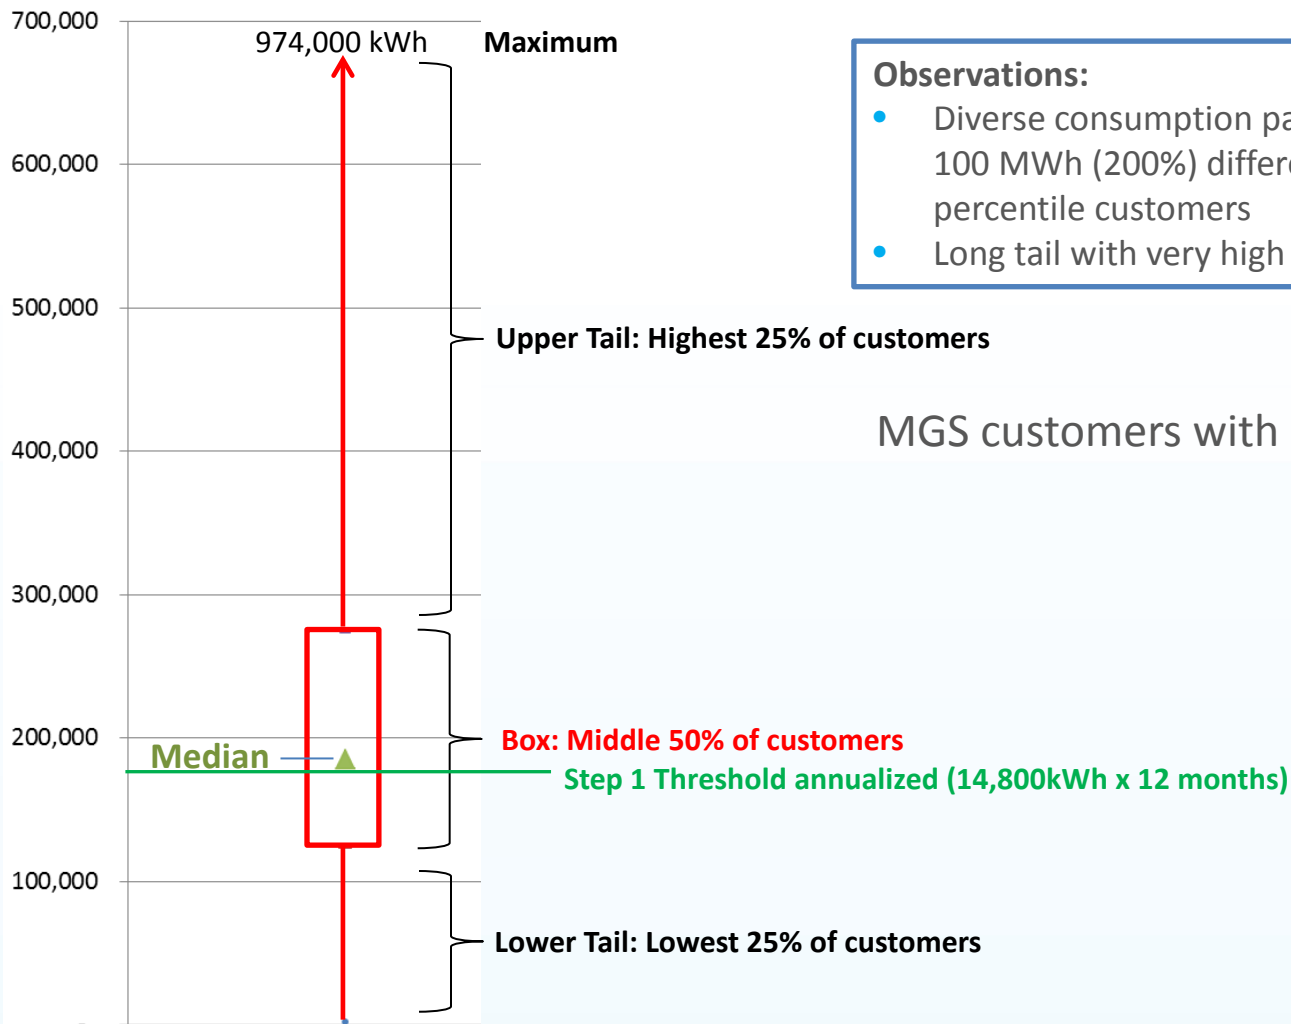 700,000
974,000 kWh
Maximum
Observations:
• Diverse consumption
100 MWh (200%)
percentile customers
• Long tail with very high
600,000
500,000
Upper Tail: Highest 25% of customers
400,000
MGS customers with
300,000
200,000
Median
Box: Middle 50% of customers
Step 1 Threshold annualized (14,800kWh x 12 months)
100,000
Lower Tail: Lowest 25% of customers